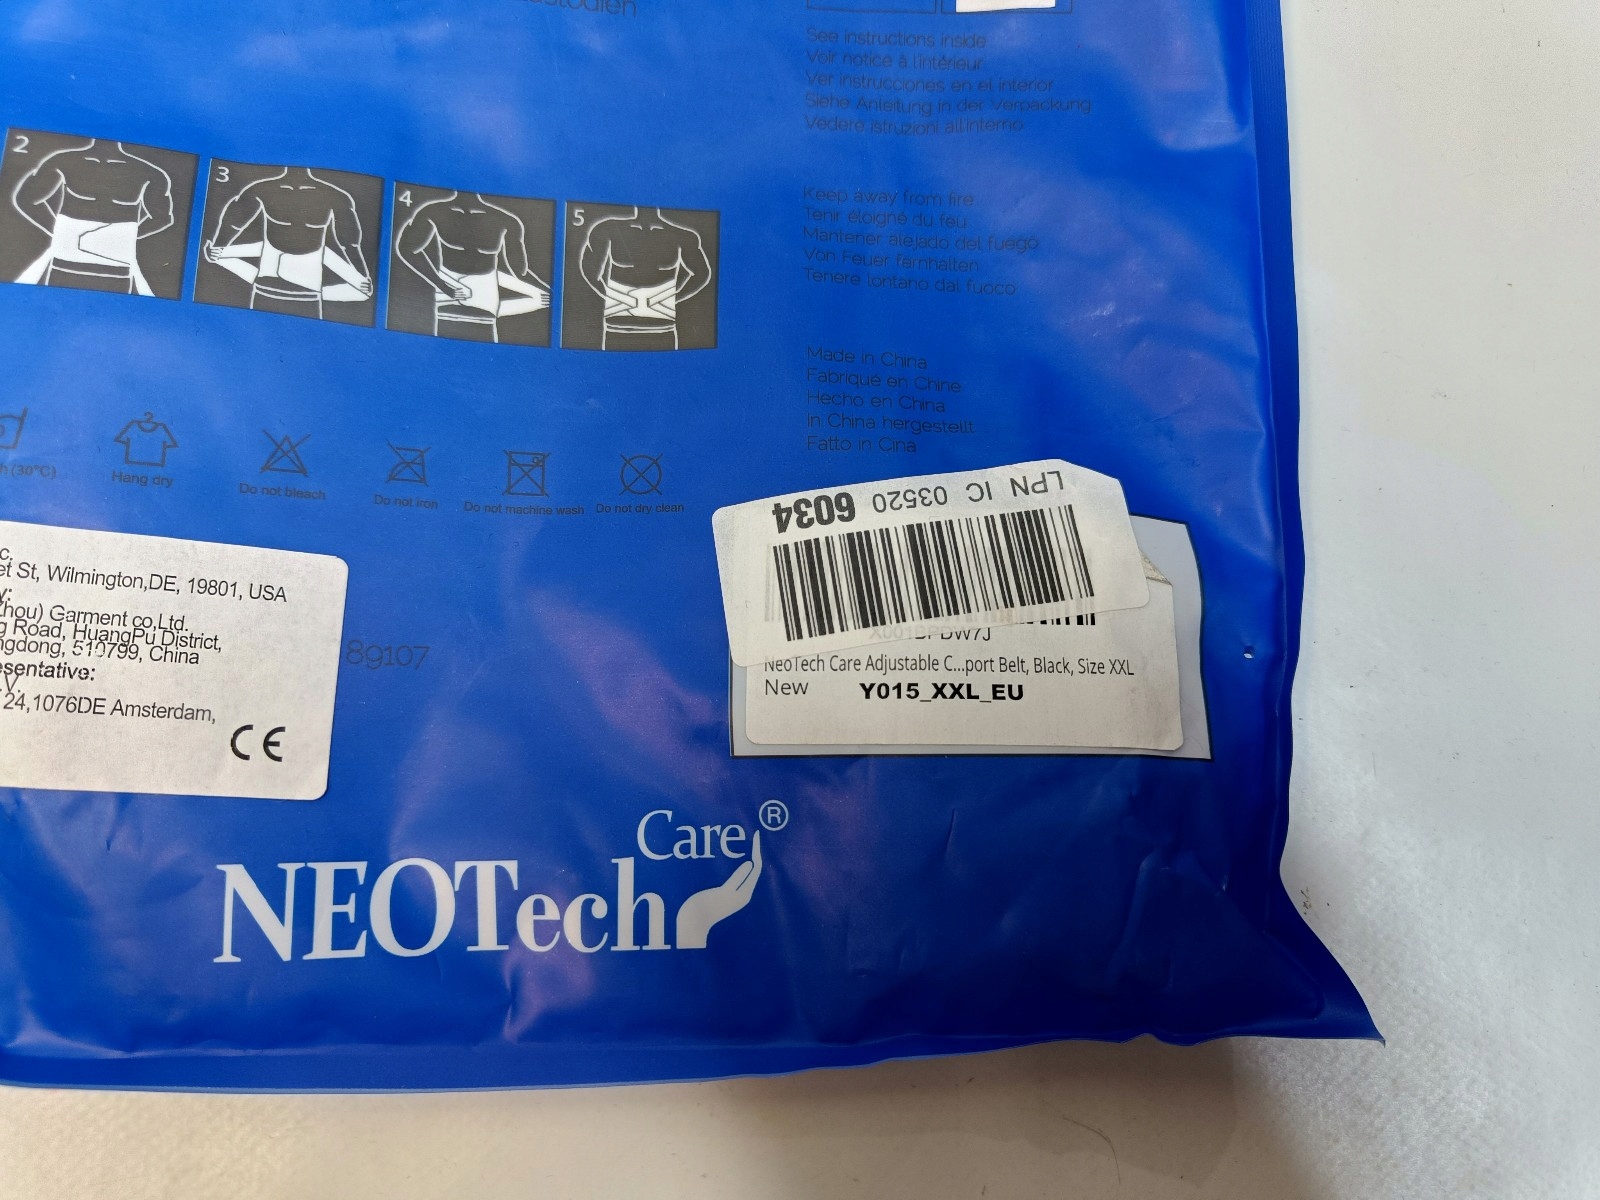 See instructions inside
Voir notice à l'intérieur
Ver instrucciones en el interior
Siehe Anleitung in der Verpackung
Vedere istruzioni all'interno
2
3
4
5
Keep away from fire
Tenir éloigné du feu
Mantener alejado del fuego
Von Feuer fernhalten
Tenere lontano dal fuoco
Made in China
Fabriqué en Chine
Hecho en China
In China hergestellt
Fatto in Cina
(30°C)
Hang dry
Do not bleach
Do not iron
Do not machine wash
Do not dry clean
LPN IC 03520 6034
NeoTech Care Adjustable C...port Belt, Black, Size XXL
New Y015_XXL_EU
c.
et St, Wilmington,DE, 19801, USA
y:
zhou) Garment co,Ltd.
g Road, HuangPu District,
ngdong, 510799, China
esentative:
V.
24,1076DE Amsterdam,
CE
89107
NEOTech Care®